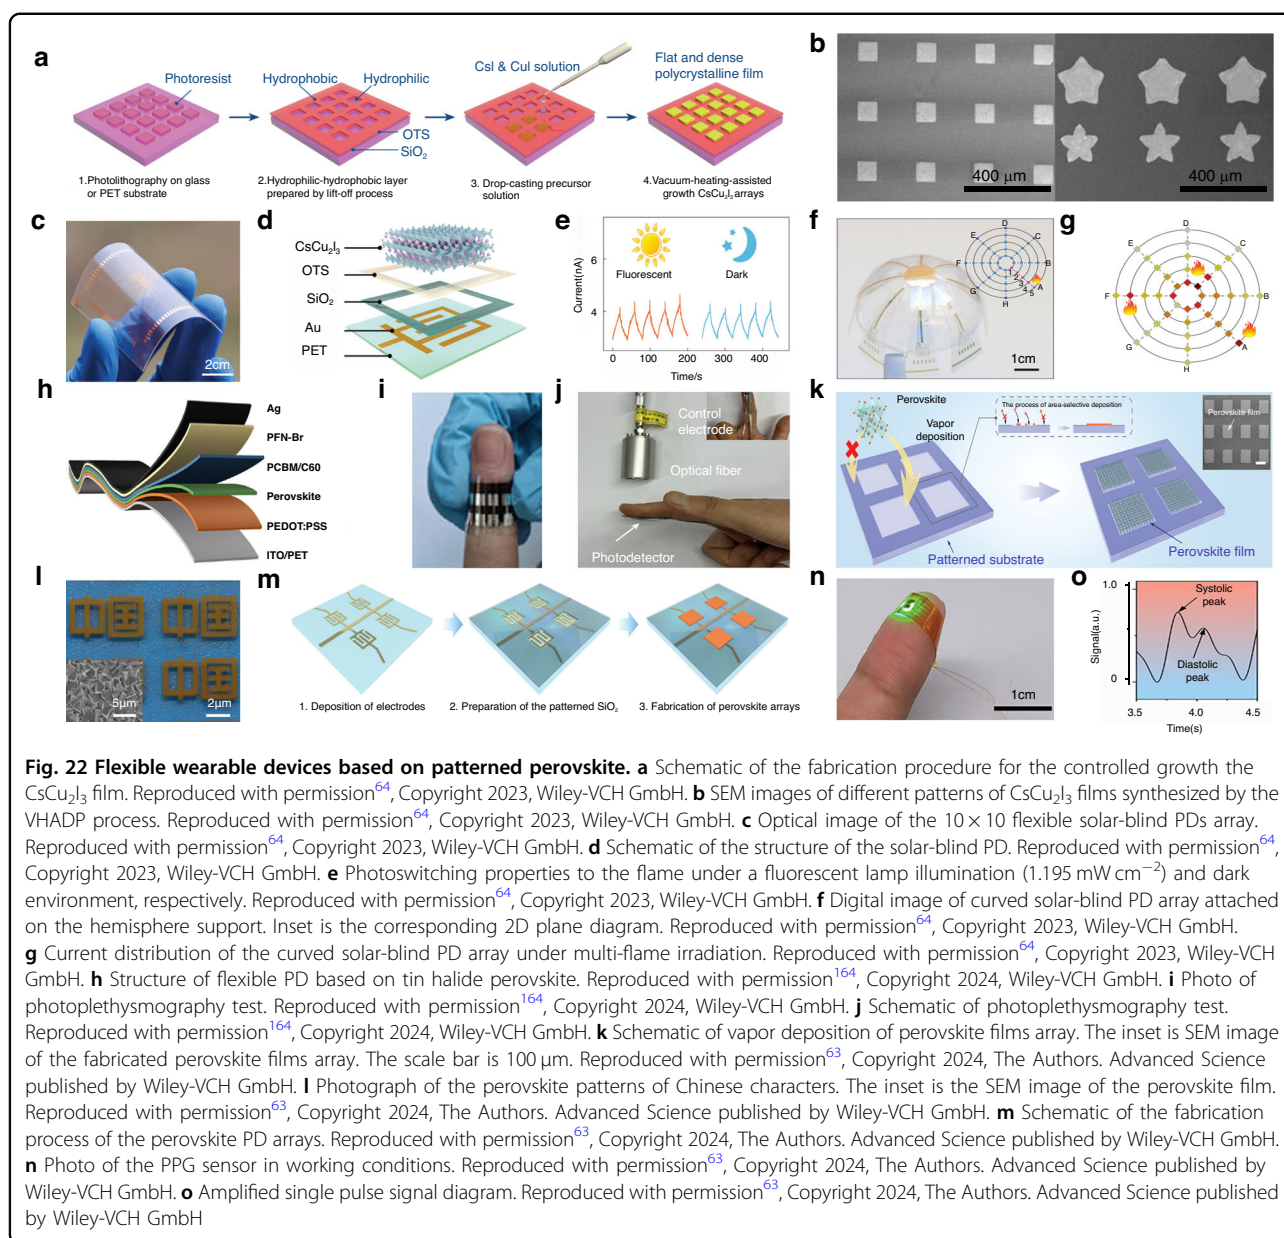 a
Photoresist
Hydrophobic
Hydrophilic
CsI & CuI solution
Flat and dense
polycrystalline film
OTS
SiO₂
1.Photolithography on glass
or PET substrate
2.Hydrophilic-hydrophobic layer
prepared by lift-off process
3. Drop-casting precursor
solution
4.Vacuum-heating-assisted
growth CsCu₂I₃ arrays
b
400 μm
400 μm
c
2cm
d
CsCu₂I₃
OTS
SiO₂
Au
PET
e
Current(nA)
6
4
Fluorescent
Dark
0
200
400
Time/s
f
D
E
C
F
B
G
A
H
1
2
3
4
5
1cm
g
D
E
C
F
B
G
A
H
h
Ag
PFN-Br
PCBM/C60
Perovskite
PEDOT:PSS
ITO/PET
i
j
Control
electrode
Optical fiber
Photodetector
k
Perovskite
Vapor
deposition
The process of area-selective deposition
Perovskite film
Patterned substrate
Perovskite film
l
中国 中国
中国
5μm
2μm
m
1. Deposition of electrodes
2. Preparation of the patterned SiO₂
3. Fabrication of perovskite arrays
n
1cm
o
Signal(a.u.)
1.0
0
Systolic
peak
Diastolic
peak
3.5
4.0
4.5
Time(s)
Fig. 22 Flexible wearable devices based on patterned perovskite. a Schematic of the fabrication procedure for the controlled growth the
CsCu₂I₃ film. Reproduced with permission⁶⁴, Copyright 2023, Wiley-VCH GmbH. b SEM images of different patterns of CsCu₂I₃ films synthesized by the
VHADP process. Reproduced with permission⁶⁴, Copyright 2023, Wiley-VCH GmbH. c Optical image of the 10 × 10 flexible solar-blind PDs array.
Reproduced with permission⁶⁴, Copyright 2023, Wiley-VCH GmbH. d Schematic of the structure of the solar-blind PD. Reproduced with permission⁶⁴,
Copyright 2023, Wiley-VCH GmbH. e Photoswitching properties to the flame under a fluorescent lamp illumination (1.195 mW cm⁻²) and dark
environment, respectively. Reproduced with permission⁶⁴, Copyright 2023, Wiley-VCH GmbH. f Digital image of curved solar-blind PD array attached
on the hemisphere support. Inset is the corresponding 2D plane diagram. Reproduced with permission⁶⁴, Copyright 2023, Wiley-VCH GmbH.
g Current distribution of the curved solar-blind PD array under multi-flame irradiation. Reproduced with permission⁶⁴, Copyright 2023, Wiley-VCH
GmbH. h Structure of flexible PD based on tin halide perovskite. Reproduced with permission¹⁶⁴, Copyright 2024, Wiley-VCH GmbH. i Photo of
photoplethysmography test. Reproduced with permission¹⁶⁴, Copyright 2024, Wiley-VCH GmbH. j Schematic of photoplethysmography test.
Reproduced with permission¹⁶⁴, Copyright 2024, Wiley-VCH GmbH. k Schematic of vapor deposition of perovskite films array. The inset is SEM image
of the fabricated perovskite films array. The scale bar is 100 μm. Reproduced with permission⁶³, Copyright 2024, The Authors. Advanced Science
published by Wiley-VCH GmbH. l Photograph of the perovskite patterns of Chinese characters. The inset is the SEM image of the perovskite film.
Reproduced with permission⁶³, Copyright 2024, The Authors. Advanced Science published by Wiley-VCH GmbH. m Schematic of the fabrication
process of the perovskite PD arrays. Reproduced with permission⁶³, Copyright 2024, The Authors. Advanced Science published by Wiley-VCH GmbH.
n Photo of the PPG sensor in working conditions. Reproduced with permission⁶³, Copyright 2024, The Authors. Advanced Science published by
Wiley-VCH GmbH. o Amplified single pulse signal diagram. Reproduced with permission⁶³, Copyright 2024, The Authors. Advanced Science published
by Wiley-VCH GmbH